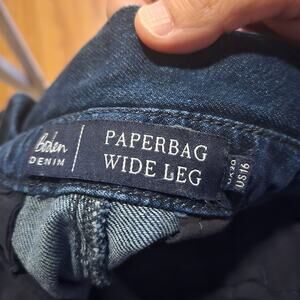 Boden
DENIM
PAPERBAG
WIDE LEG
UK20
US16